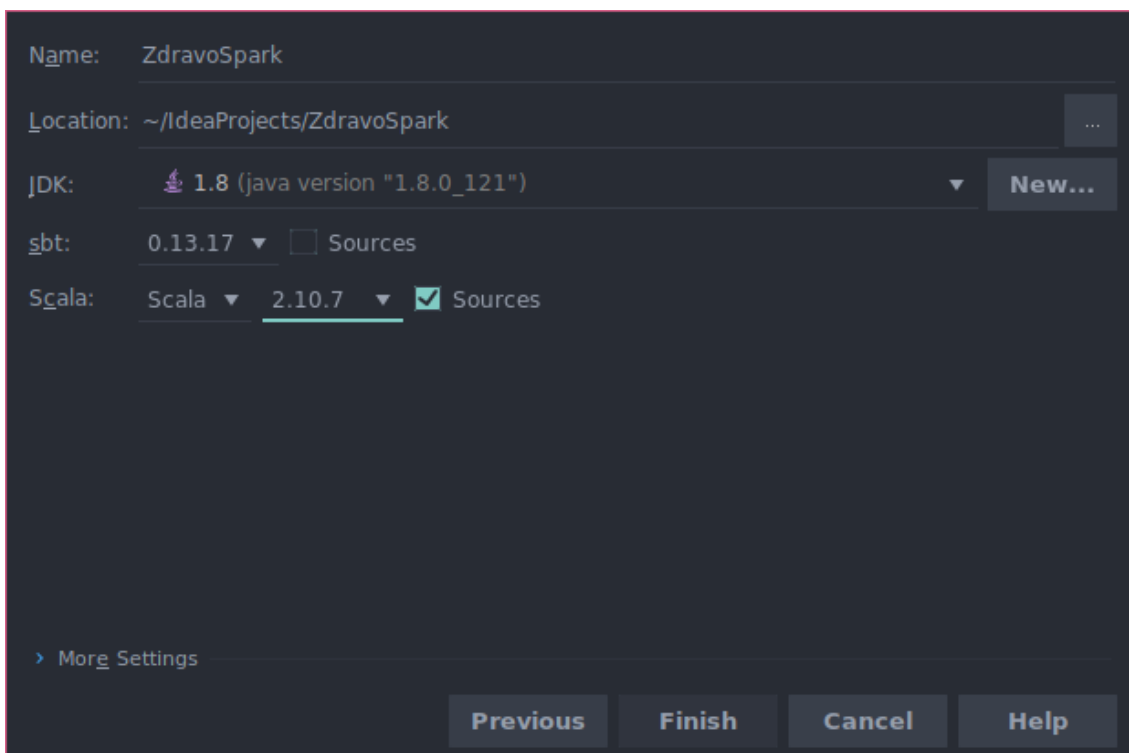 Name: ZdravoSpark
Location: ~/IdeaProjects/ZdravoSpark ...
JDK: 1.8 (java version "1.8.0_121") New...
sbt: 0.13.17 Sources
Scala: Scala 2.10.7 Sources
More Settings
Previous Finish Cancel Help